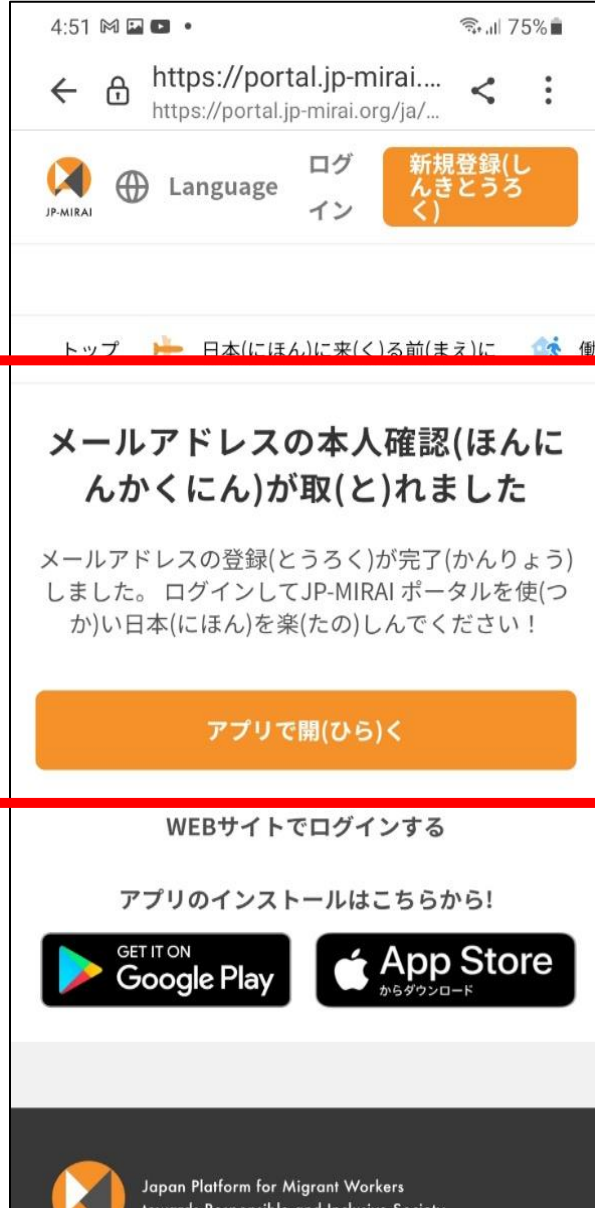 4:51
75%
https://portal.jp-mirai....
https://portal.jp-mirai.org/ja/...
JP-MIRAI
Language
ログ
イン
新規登録(し
んきとうろ
く)
トップ 日本(にほん)に来(く)る前(まえ)に 働
メールアドレスの本人確認(ほんに
んかくにん)が取(と)れました
メールアドレスの登録(とうろく)が完了(かんりょう)
しました。 ログインしてJP-MIRAI ポータルを使(つ
か)い日本(にほん)を楽(たの)しんでください！
アプリで開(ひら)く
WEBサイトでログインする
アプリのインストールはこちらから!
GET IT ON
Google Play
App Store
からダウンロード
Japan Platform for Migrant Workers
towards Responsible and Inclusive Society